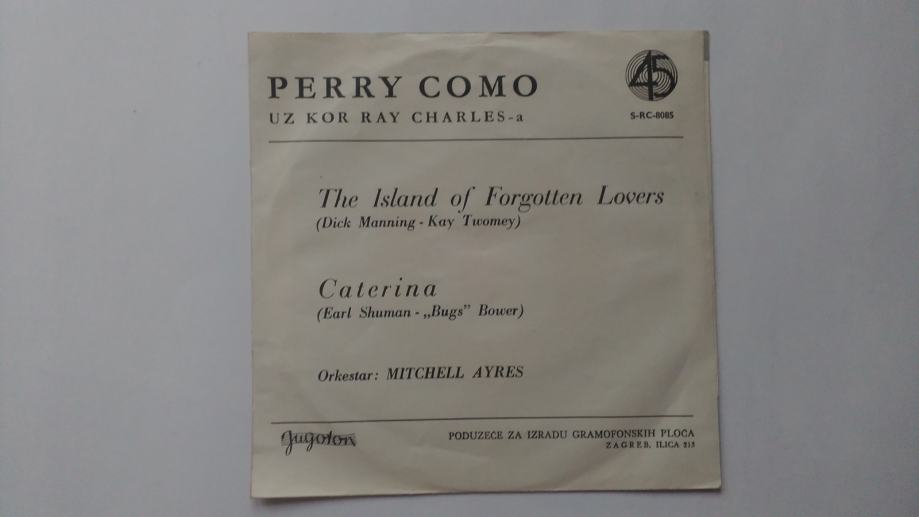 PERRY COMO
45
UZ KOR RAY CHARLES-a
S-RC-8085
The Island of Forgotten Lovers
(Dick Manning - Kay Twomey)
Caterina
(Earl Shuman - „Bugs” Bower)
Orkestar: MITCHELL AYRES
Jugoton
PODUZEĆE ZA IZRADU GRAMOFONSKIH PLOČA
ZAGREB, ILICA 213